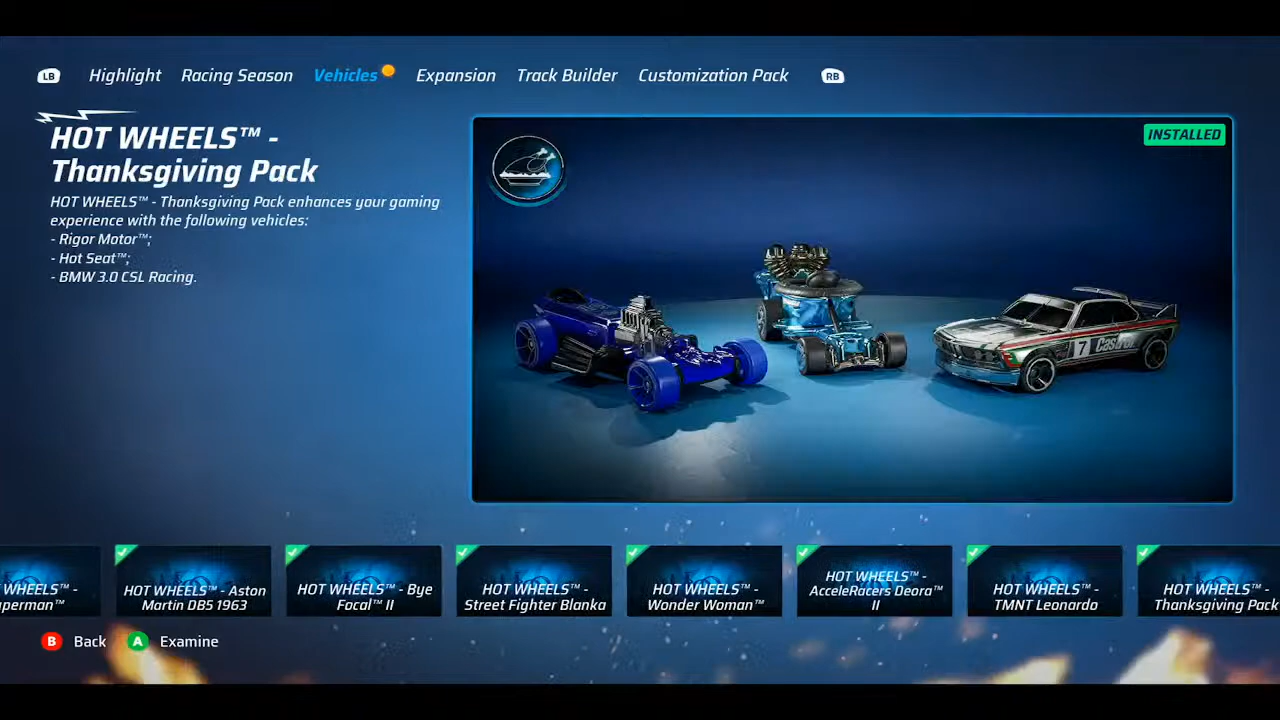 LB Highlight Racing Season Vehicles Expansion Track Builder Customization Pack RB
HOT WHEELS™ -
Thanksgiving Pack
HOT WHEELS™ - Thanksgiving Pack enhances your gaming
experience with the following vehicles:
- Rigor Motor™;
- Hot Seat™;
- BMW 3.0 CSL Racing.
INSTALLED
7 Castrol
WHEELS™ -
perman™
HOT WHEELS™ - Aston
Martin DB5 1963
HOT WHEELS™ - Bye
Focal™ II
HOT WHEELS™ -
Street Fighter Blanka
HOT WHEELS™ -
Wonder Woman™
HOT WHEELS™ -
AcceleRacers Deora™
II
HOT WHEELS™ -
TMNT Leonardo
HOT WHEELS™ -
Thanksgiving Pack
B Back A Examine